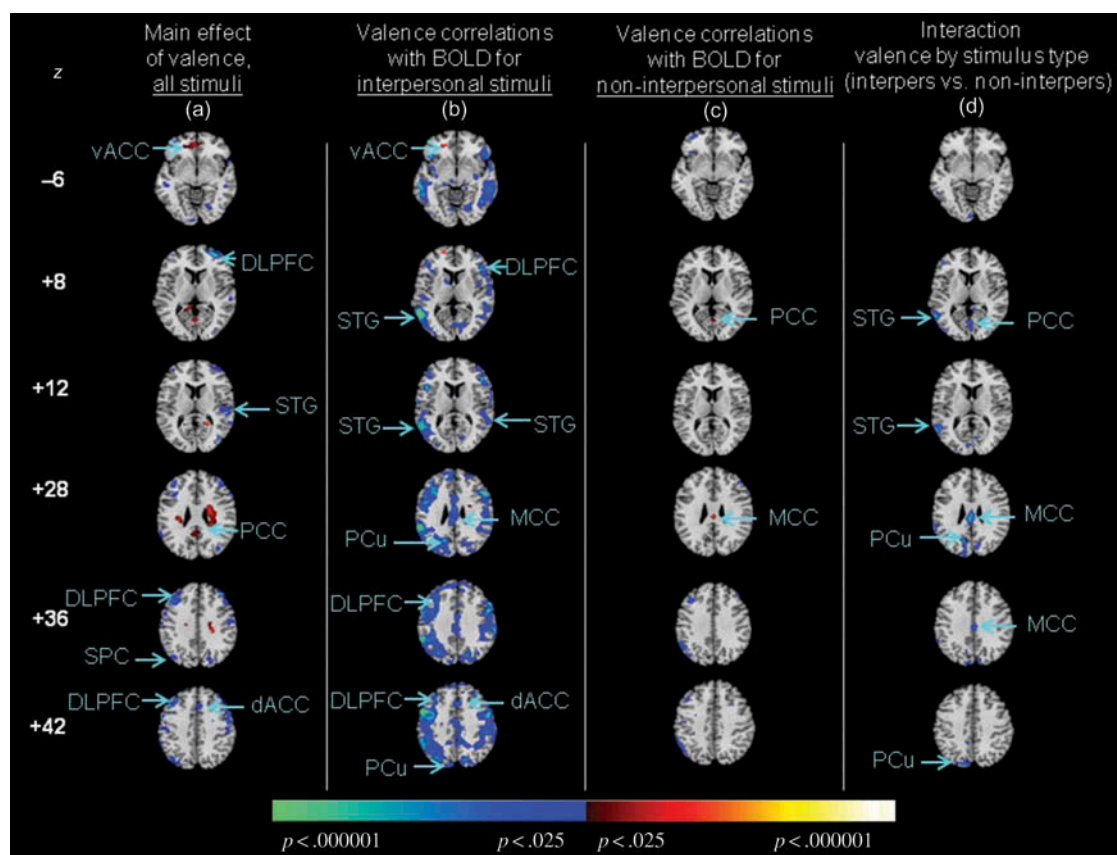 z
Main effect
of valence,
all stimuli
(a)
Valence correlations
with BOLD for
interpersonal stimuli
(b)
Valence correlations
with BOLD for
non-interpersonal stimuli
(c)
Interaction
valence by stimulus type
(interpers vs. non-interpers)
(d)
–6
vACC
vACC
+8
DLPFC
DLPFC
STG
PCC
STG
PCC
+12
STG
STG
STG
STG
+28
PCC
MCC
PCu
MCC
MCC
PCu
+36
DLPFC
SPC
DLPFC
MCC
+42
DLPFC
dACC
DLPFC
dACC
PCu
PCu
p<.000001
p<.025
p<.025
p<.000001